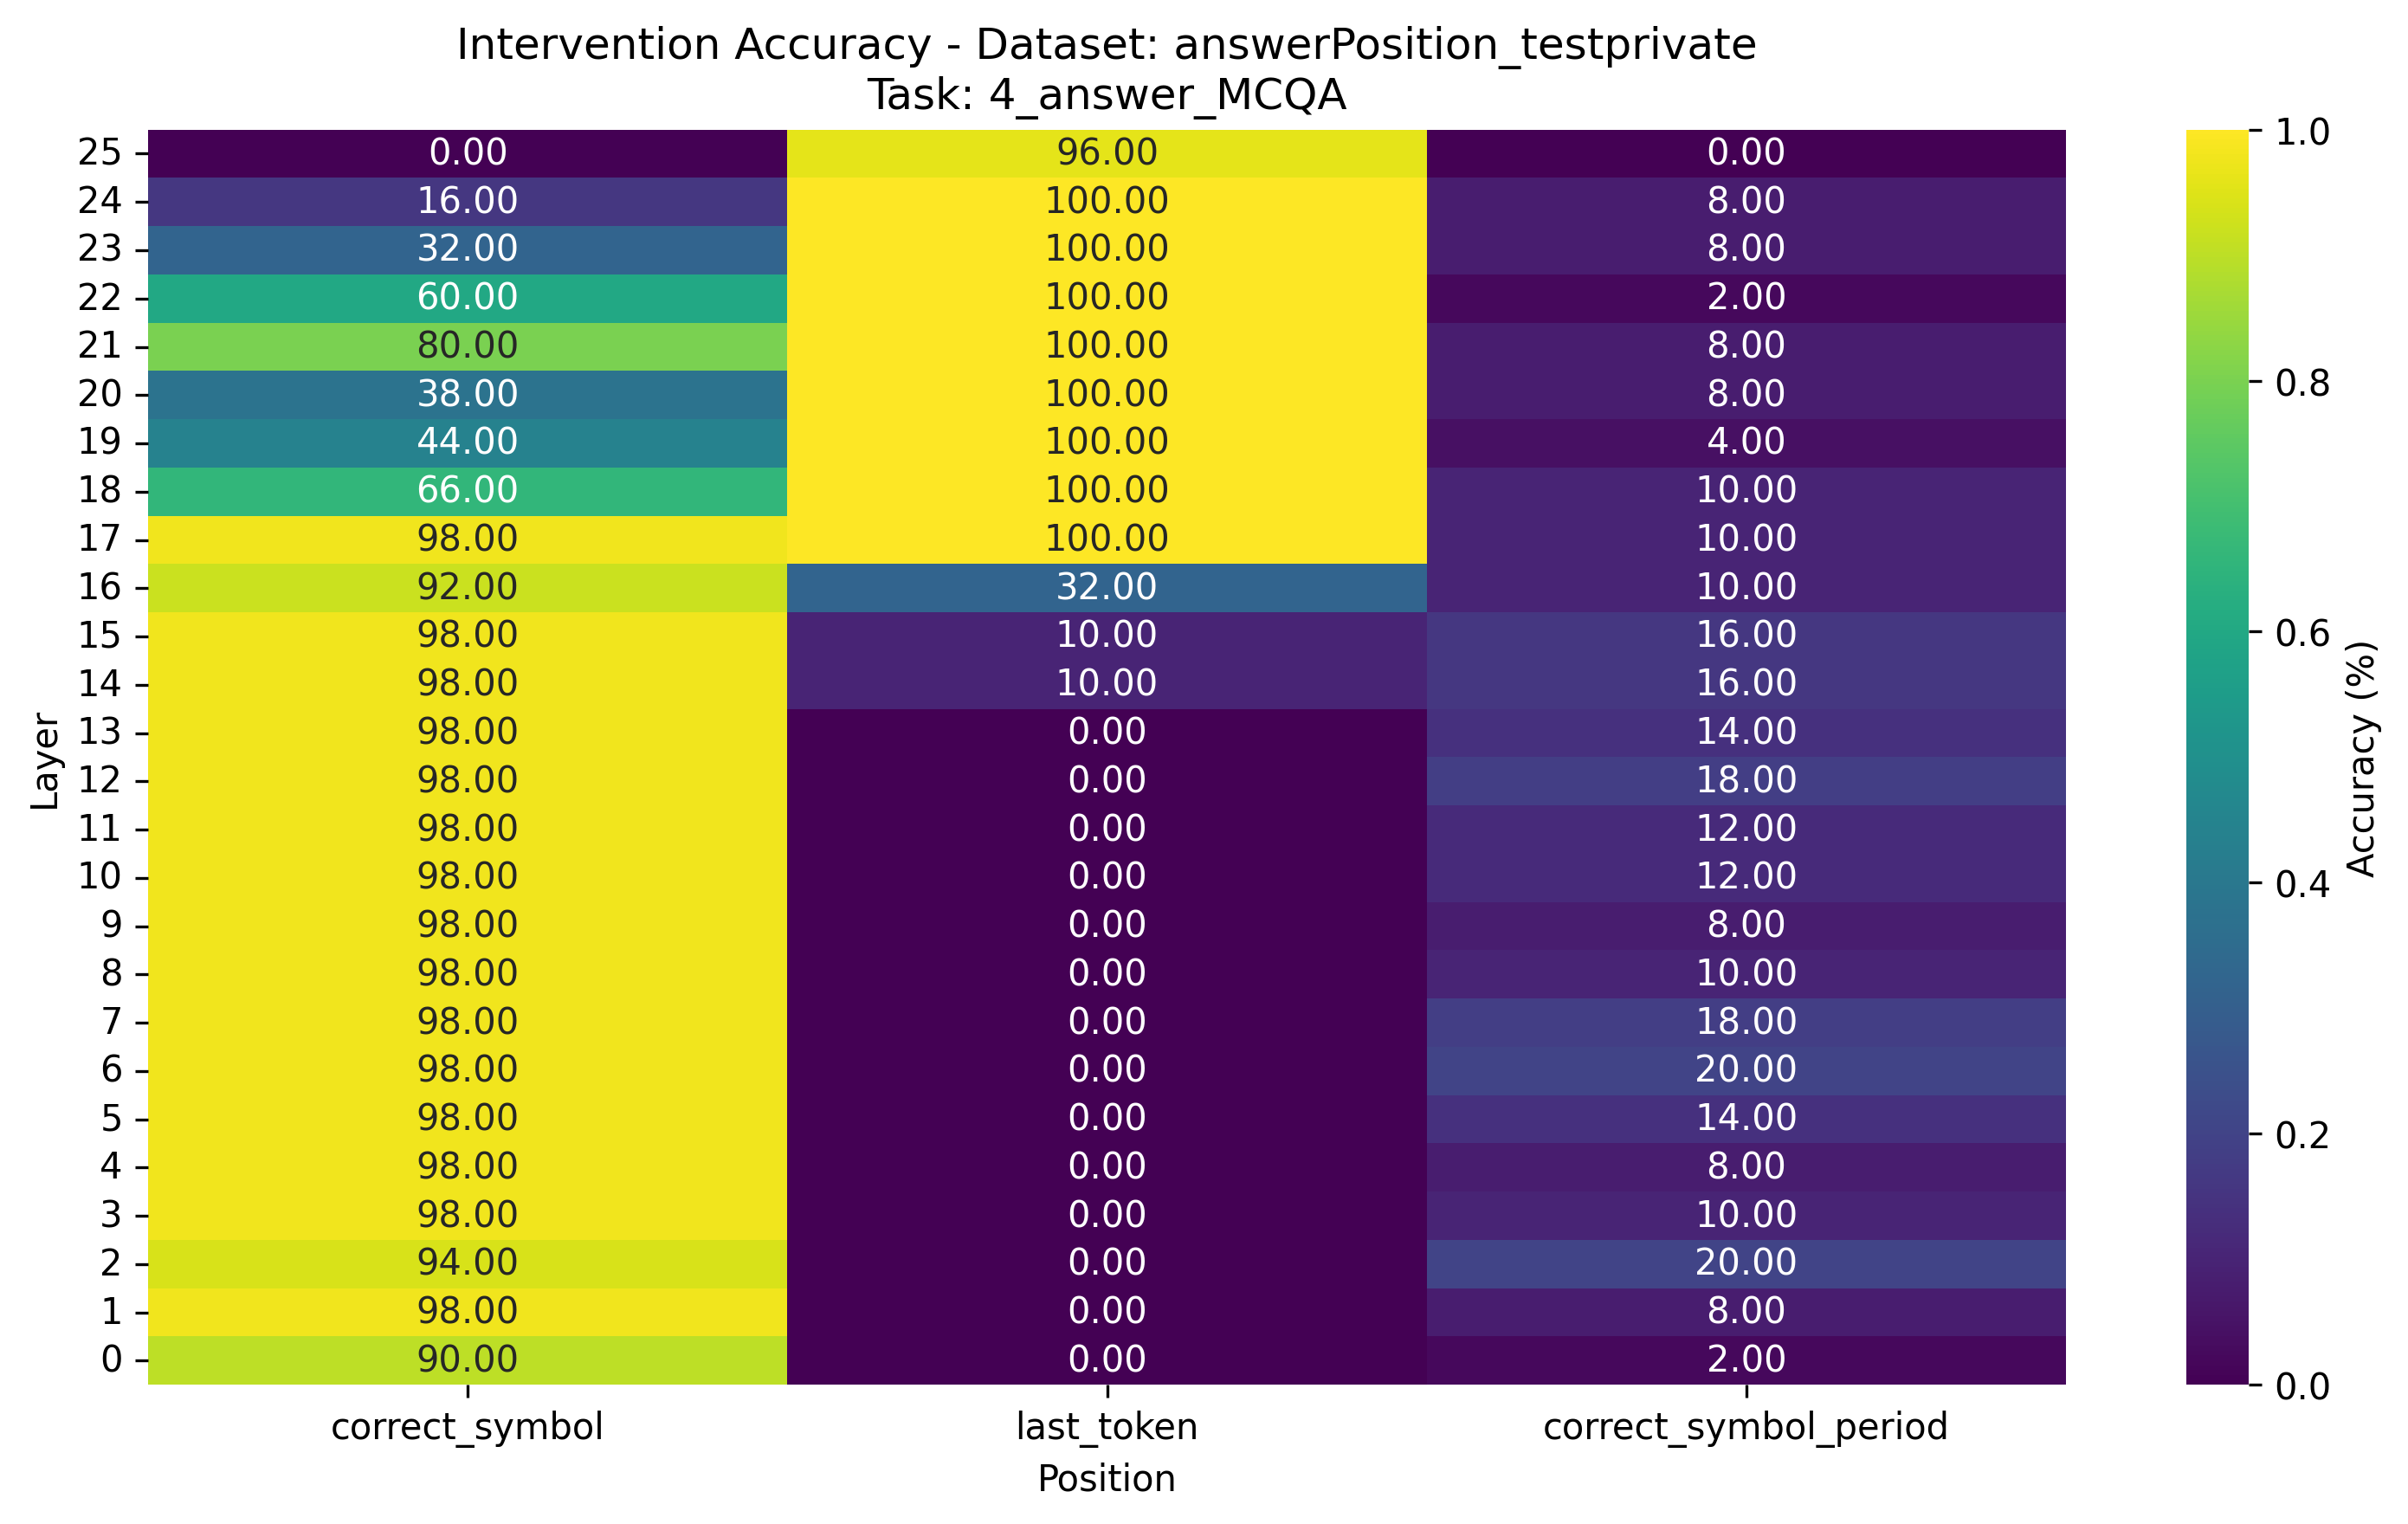 Intervention Accuracy - Dataset: answerPosition_testprivate
Task: 4_answer_MCQA
25 0.00 96.00 0.00
24 16.00 100.00 8.00
23 32.00 100.00 8.00
22 60.00 100.00 2.00
21 80.00 100.00 8.00
20 38.00 100.00 8.00
19 44.00 100.00 4.00
18 66.00 100.00 10.00
17 98.00 100.00 10.00
16 92.00 32.00 10.00
15 98.00 10.00 16.00
14 98.00 10.00 16.00
13 98.00 0.00 14.00
12 98.00 0.00 18.00
11 98.00 0.00 12.00
10 98.00 0.00 12.00
9 98.00 0.00 8.00
8 98.00 0.00 10.00
7 98.00 0.00 18.00
6 98.00 0.00 20.00
5 98.00 0.00 14.00
4 98.00 0.00 8.00
3 98.00 0.00 10.00
2 94.00 0.00 20.00
1 98.00 0.00 8.00
0 90.00 0.00 2.00
Layer
correct_symbol last_token correct_symbol_period
Position
1.0
0.8
0.6
0.4
0.2
0.0
Accuracy (%)